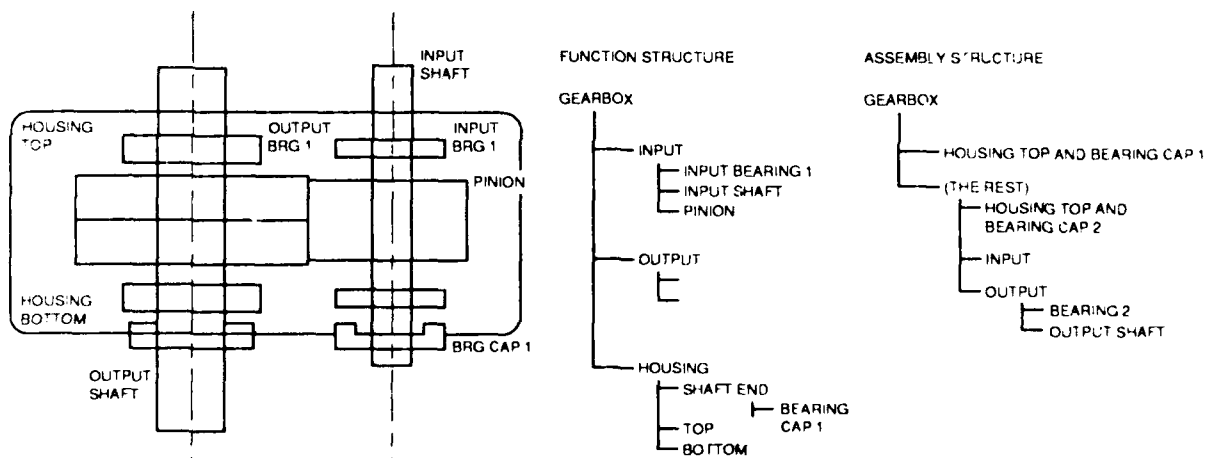 INPUT
SHAFT
HOUSING
TOP
OUTPUT
BRG 1
INPUT
BRG 1
PINION
HOUSING
BOTTOM
BRG CAP 1
OUTPUT
SHAFT
FUNCTION STRUCTURE
GEARBOX
INPUT
INPUT BEARING 1
INPUT SHAFT
PINION
OUTPUT
HOUSING
SHAFT END
BEARING
CAP 1
TOP
BOTTOM
ASSEMBLY STRUCTURE
GEARBOX
HOUSING TOP AND BEARING CAP 1
(THE REST)
HOUSING TOP AND
BEARING CAP 2
INPUT
OUTPUT
BEARING 2
OUTPUT SHAFT